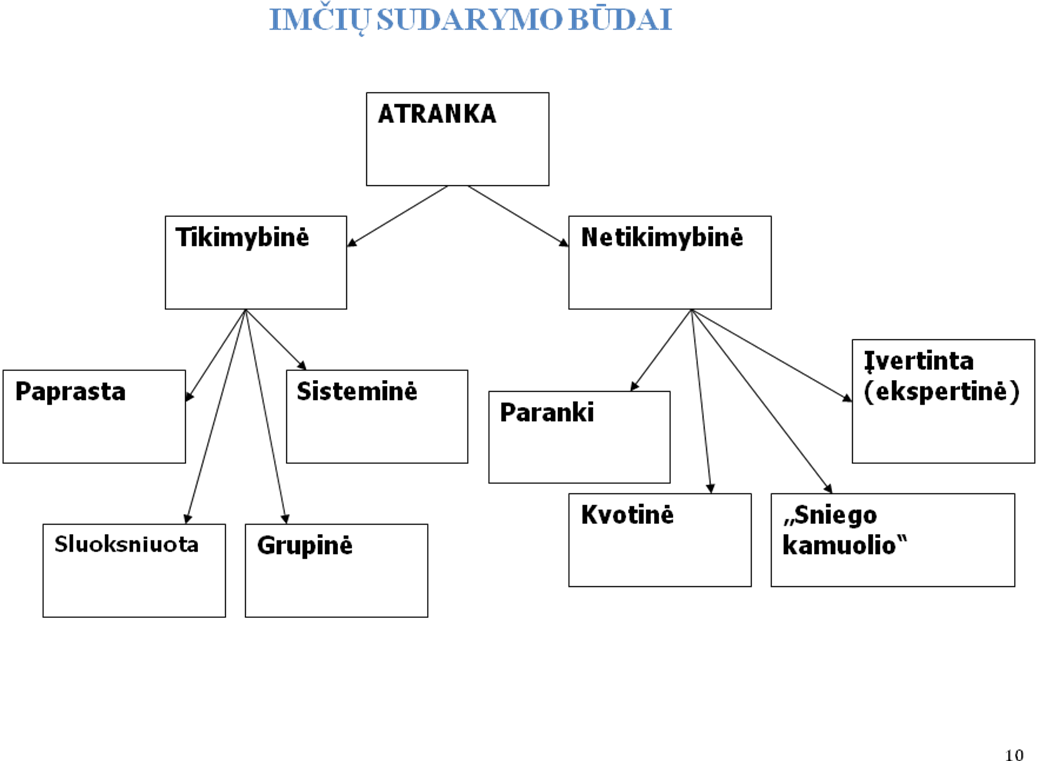 IMČIŲ SUDARYMO BŪDAI
ATRANKA
Tikimybinė
Netikimybinė
Paprasta
Sisteminė
Paranki
Įvertinta
(ekspertinė)
Sluoksniuota
Grupinė
Kvotinė
„Sniego
kamuolio“
10